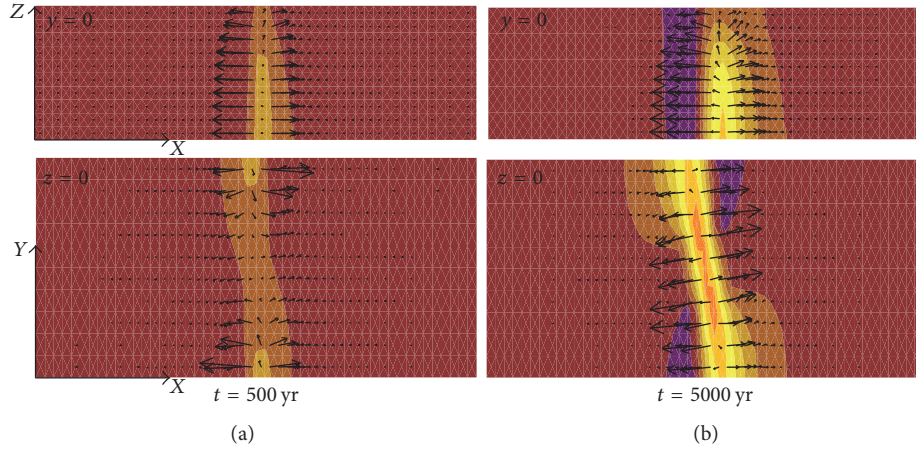 Z
y = 0
X
z = 0
Y
X
t = 500 yr
(a)
y = 0
z = 0
t = 5000 yr
(b)